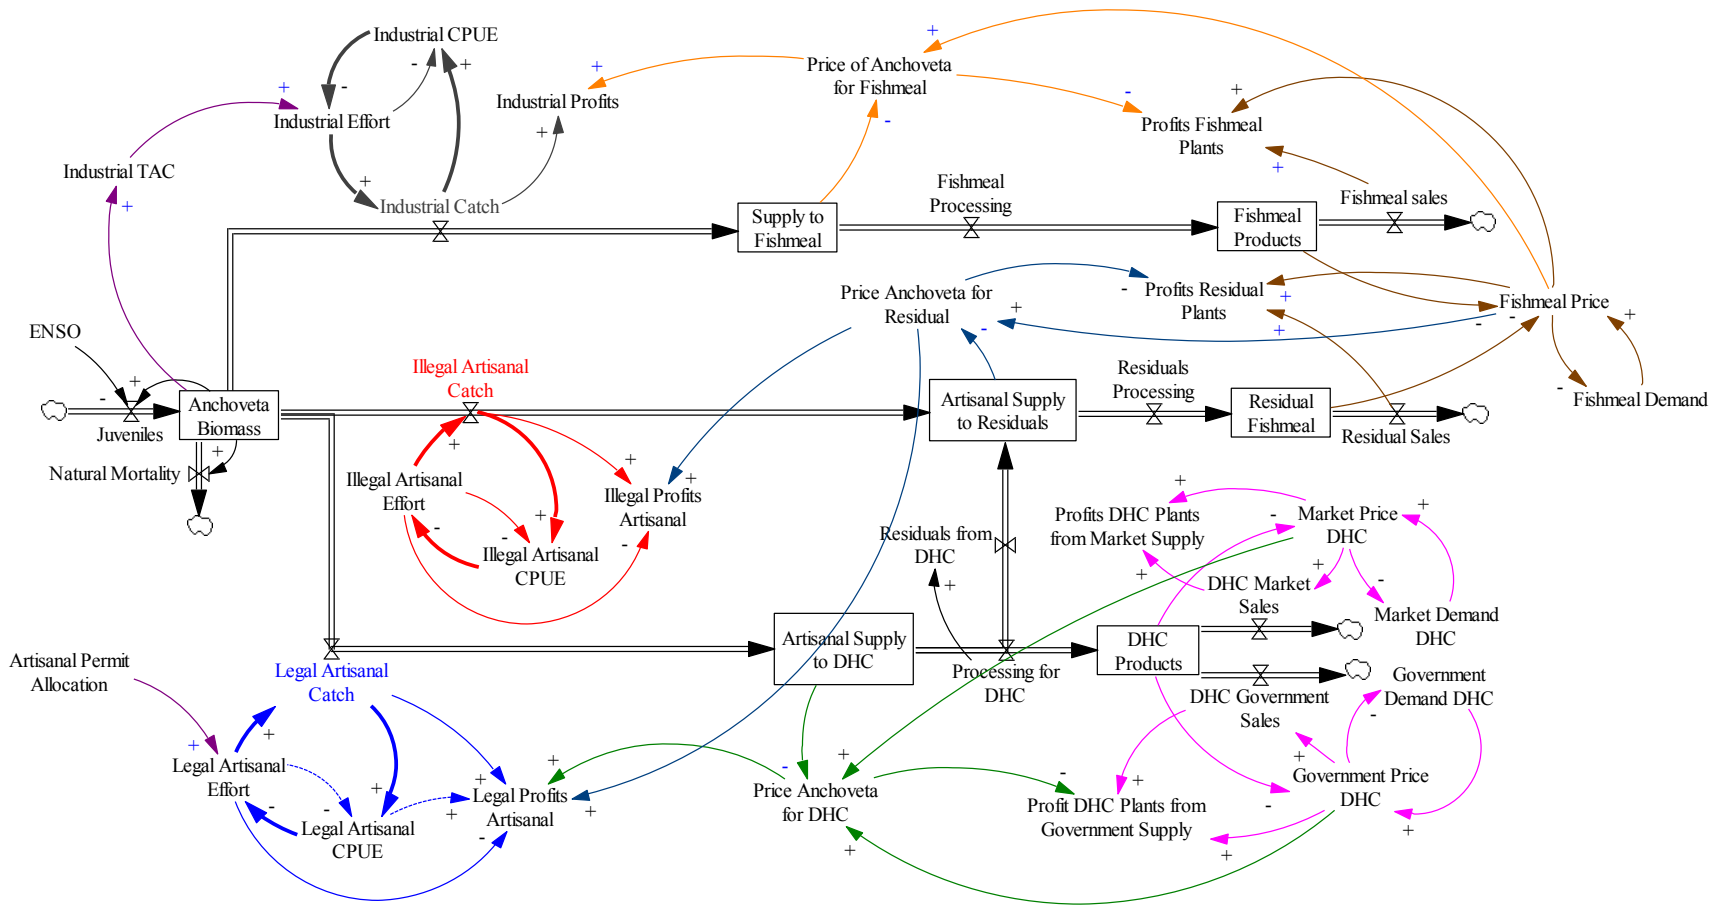 Industrial CPUE
Industrial Effort
Industrial Profits
Industrial TAC
Industrial Catch
Price of Anchoveta
for Fishmeal
Profits Fishmeal
Plants
Supply to
Fishmeal
Fishmeal
Processing
Fishmeal
Products
Fishmeal sales
Price Anchoveta for
Residual
Profits Residual
Plants
Fishmeal Price
Fishmeal Demand
ENSO
Juveniles
Anchoveta
Biomass
Natural Mortality
Illegal Artisanal
Catch
Illegal Artisanal
Effort
Illegal Profits
Artisanal
Illegal Artisanal
CPUE
Artisanal Supply
to Residuals
Residuals
Processing
Residual
Fishmeal
Residual Sales
Residuals from
DHC
Profits DHC Plants
from Market Supply
Market Price
DHC
DHC Market
Sales
Market Demand
DHC
Artisanal Supply
to DHC
Processing for
DHC
DHC
Products
DHC Government
Sales
Government
Demand DHC
Government Price
DHC
Artisanal Permit
Allocation
Legal Artisanal
Catch
Legal Artisanal
Effort
Legal Artisanal
CPUE
Legal Profits
Artisanal
Price Anchoveta
for DHC
Profit DHC Plants from
Government Supply